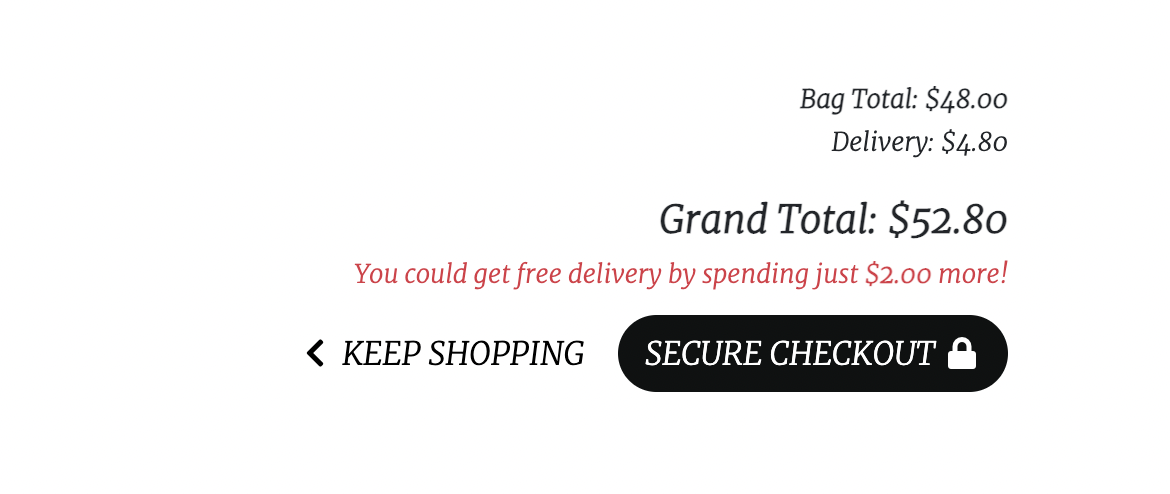 Bag Total: $48.00
Delivery: $4.80
Grand Total: $52.80
You could get free delivery by spending just $2.00 more!
KEEP SHOPPING SECURE CHECKOUT